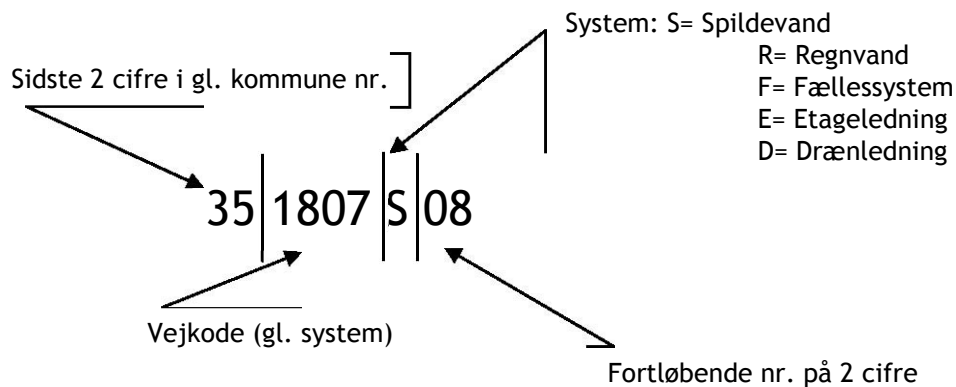 System: S= Spildevand
R= Regnvand
F= Fællessystem
E= Etageledning
D= Drænledning
Sidste 2 cifre i gl. kommune nr.
35 1807 S 08
Vejkode (gl. system)
Fortløbende nr. på 2 cifre